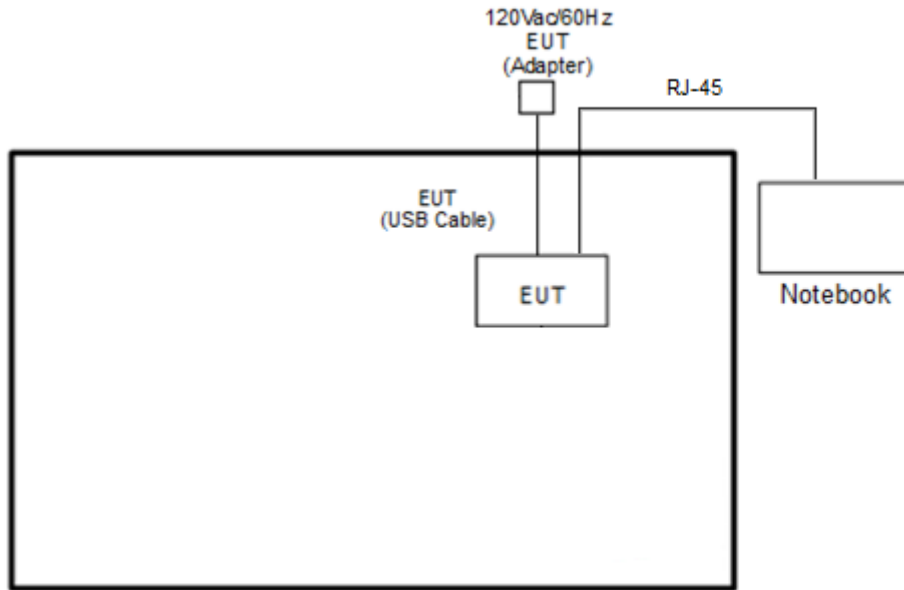 120Vac/60Hz
EUT
(Adapter)
RJ-45
EUT
(USB Cable)
EUT
Notebook